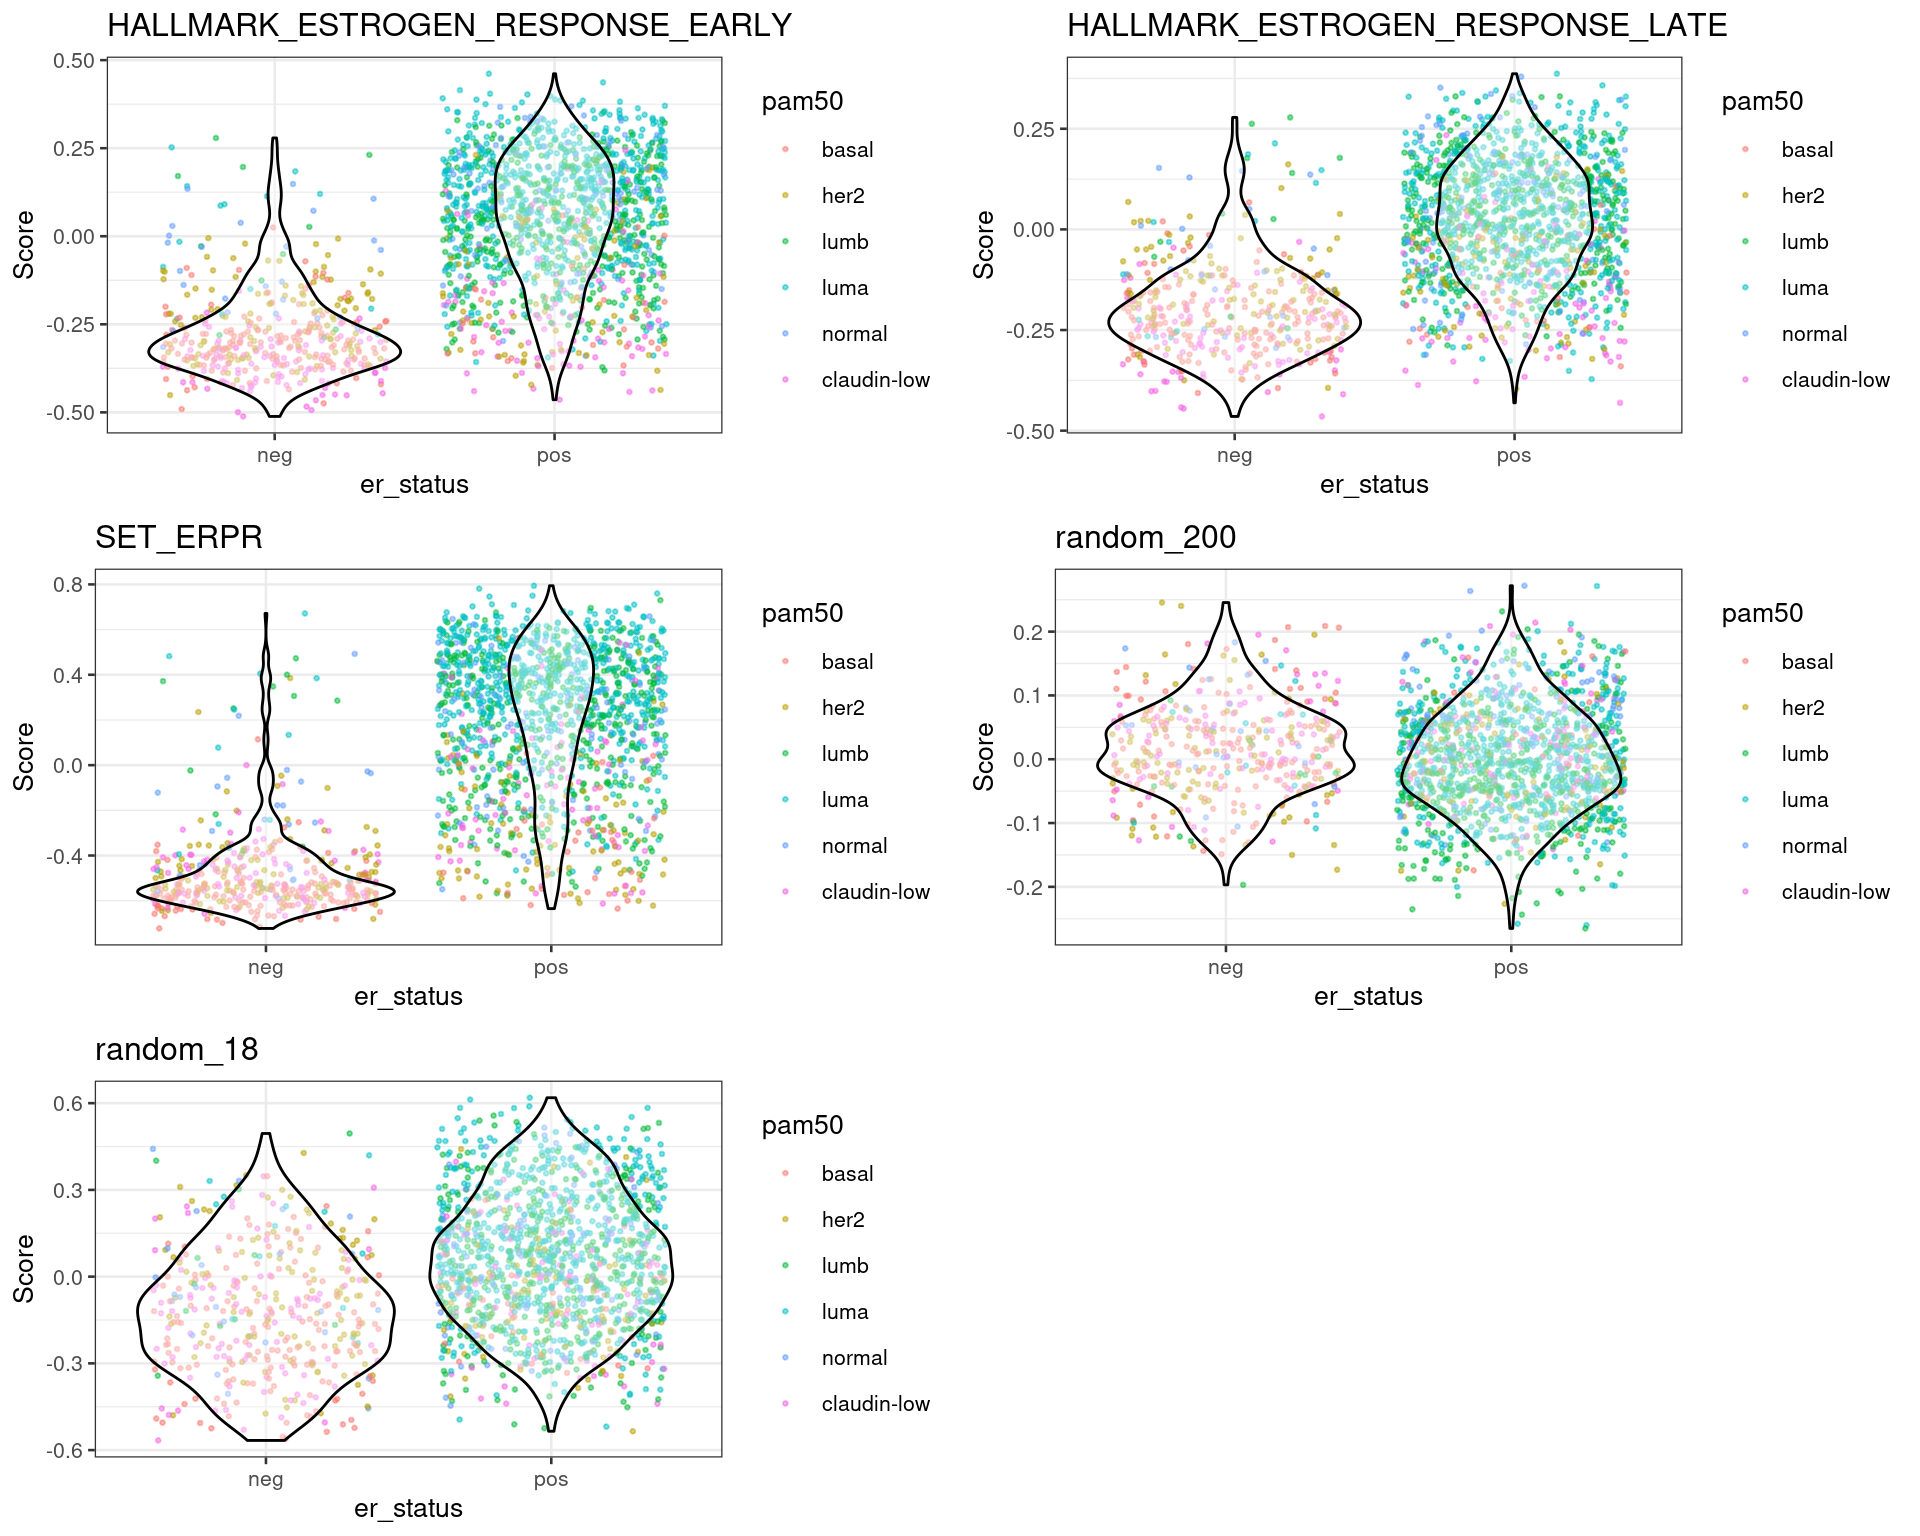 HALLMARK_ESTROGEN_RESPONSE_EARLY
0.50
0.25
0.00
-0.25
-0.50
Score
neg
pos
er_status
pam50
basal
her2
lumb
luma
normal
claudin-low
HALLMARK_ESTROGEN_RESPONSE_LATE
0.25
0.00
-0.25
-0.50
Score
neg
pos
er_status
pam50
basal
her2
lumb
luma
normal
claudin-low
SET_ERPR
0.8
0.4
0.0
-0.4
Score
neg
pos
er_status
pam50
basal
her2
lumb
luma
normal
claudin-low
random_200
0.2
0.1
0.0
-0.1
-0.2
Score
neg
pos
er_status
pam50
basal
her2
lumb
luma
normal
claudin-low
random_18
0.6
0.3
0.0
-0.3
-0.6
Score
neg
pos
er_status
pam50
basal
her2
lumb
luma
normal
claudin-low